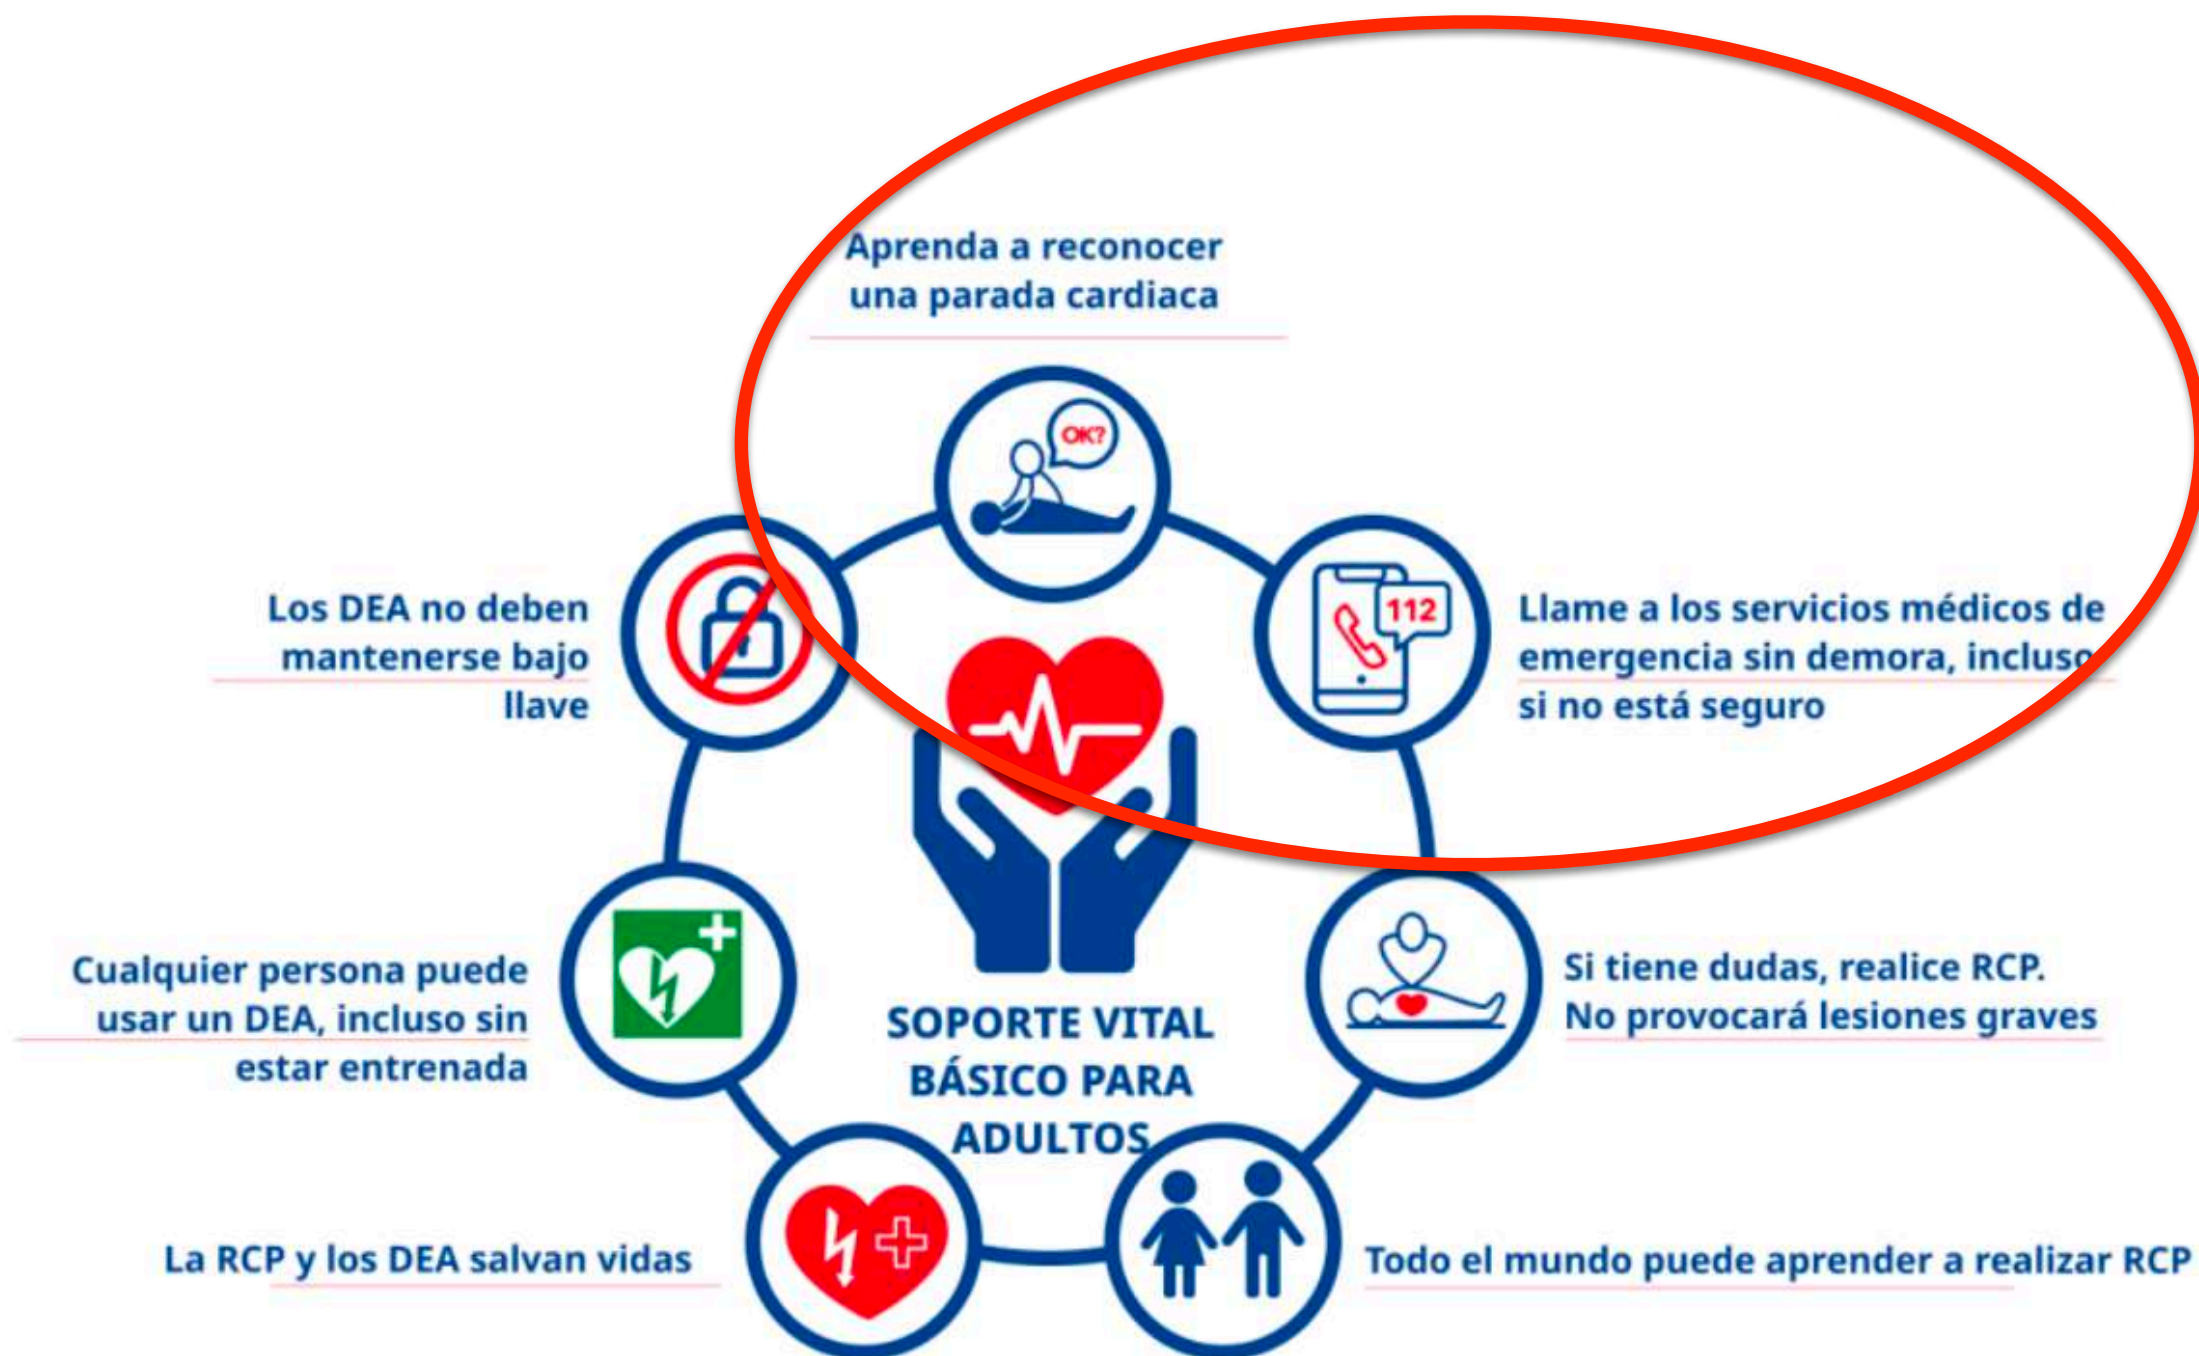 Aprenda a reconocer
una parada cardiaca
OK?
112
Llame a los servicios médicos de
emergencia sin demora, incluso
si no está seguro
Si tiene dudas, realice RCP.
No provocará lesiones graves
Todo el mundo puede aprender a realizar RCP
La RCP y los DEA salvan vidas
Cualquier persona puede
usar un DEA, incluso sin
estar entrenada
Los DEA no deben
mantenerse bajo
llave
SOPORTE VITAL
BÁSICO PARA
ADULTOS